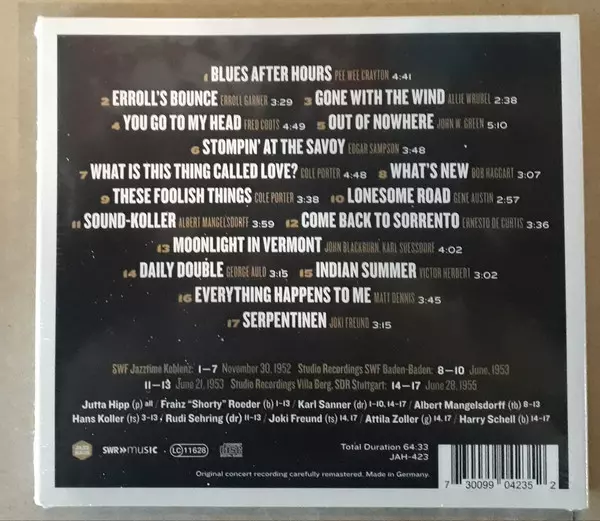 1 BLUES AFTER HOURS PEE WEE CRAYTON 4:41
2 ERROLL'S BOUNCE ERROLL GARNER 3:29 3 GONE WITH THE WIND ALLIE WRUBEL 2:38
4 YOU GO TO MY HEAD FRED COOTS 4:49 5 OUT OF NOWHERE JOHN W. GREEN 5:10
6 STOMPIN' AT THE SAVOY EDGAR SAMPSON 3:48
7 WHAT IS THIS THING CALLED LOVE? COLE PORTER 4:48 8 WHAT'S NEW BOB HAGGART 3:07
9 THESE FOOLISH THINGS COLE PORTER 3:38 10 LONESOME ROAD GENE AUSTIN 2:57
11 SOUND-KOLLER ALBERT MANGELSDORFF 3:59 12 COME BACK TO SORRENTO ERNESTO DE CURTIS 3:36
13 MOONLIGHT IN VERMONT JOHN BLACKBURN, KARL SUESSDORF 4:02
14 DAILY DOUBLE GEORGE AULD 3:15 15 INDIAN SUMMER VICTOR HERBERT 3:02
16 EVERYTHING HAPPENS TO ME MATT DENNIS 3:45
17 SERPENTINEN JOKI FREUND 3:15
SWF Jazztime Koblenz: 1–7 November 30, 1952 Studio Recordings SWF Baden-Baden: 8–10 June, 1953
11–13 June 21, 1953 Studio Recordings Villa Berg, SDR Stuttgart: 14–17 June 28, 1955
Jutta Hipp (p) all / Franz "Shorty" Roeder (b) 1–13 / Karl Sanner (dr) 1–10, 14–17 / Albert Mangelsdorff (tb) 8–13
Hans Koller (ts) 3–13 / Rudi Sehring (dr) 11–13 / Joki Freund (ts) 14, 17 / Attila Zoller (g) 14, 17 / Harry Schell (b) 14–17
JAZZ HAUS SWR»MUSIC LC 11628 COMPACT disc DIGITAL AUDIO Total Duration 64:33
JAH-423
Original concert recording carefully remastered. Made in Germany.
7 30099 04235 2